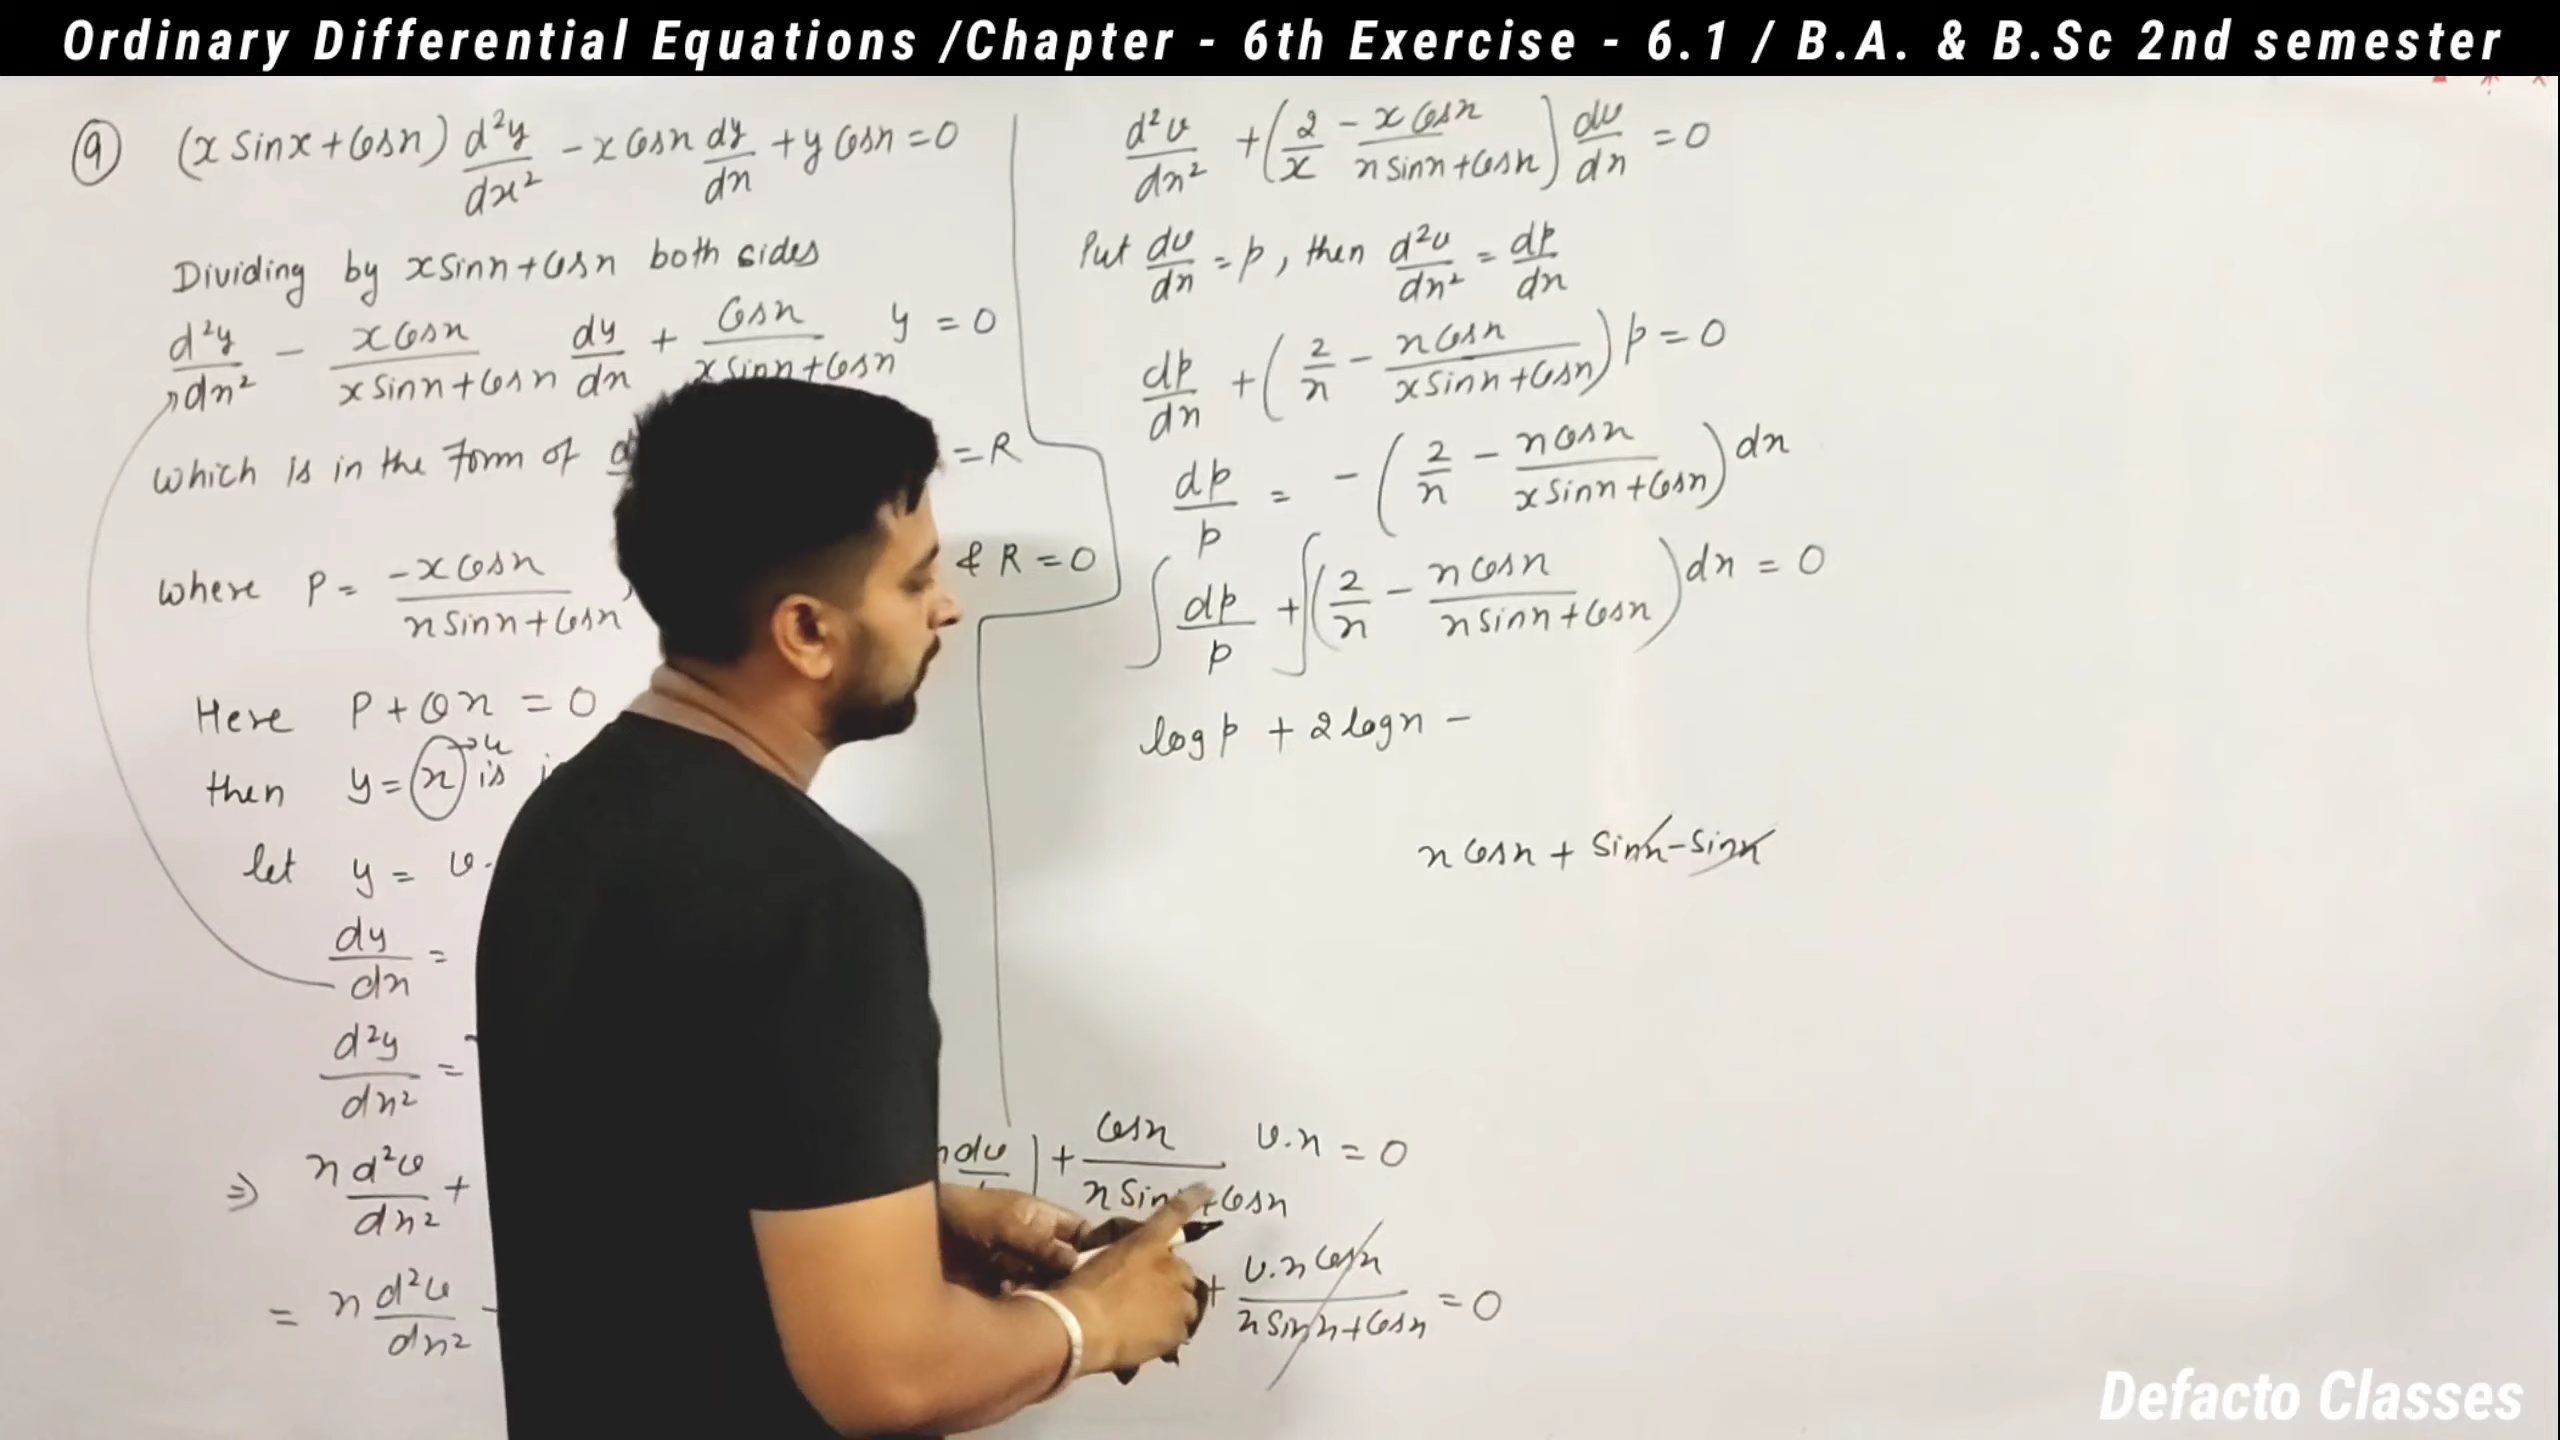 Ordinary Differential Equations /Chapter - 6th Exercise - 6.1 / B.A. & B.Sc 2nd semester
9 (x Sinx + Cosx) d²y/dx² - x Cosx dy/dx + y Cosx = 0
Dividing by x Sinx + Cosx both sides
d²y/dx² - x Cosx/(x Sinx + Cosx) dy/dx + Cosx/(x Sinx + Cosx) y = 0
which is in the form of = R
where P = -x Cosx/(x Sinx + Cosx), & R = 0
Here P + Qx = 0
then y = x → u is
let y = v.
dy/dx =
d²y/dx² =
⇒ x d²v/dx² +
= x d²v/dx²
d²v/dx² + (2/x - x Cosx/(x Sinx + Cosx)) dv/dx = 0
Put dv/dx = p, then d²v/dx² = dp/dx
dp/dx + (2/x - x Cosx/(x Sinx + Cosx)) p = 0
dp/p = - (2/x - x Cosx/(x Sinx + Cosx)) dx
∫ dp/p + ∫ (2/x - x Cosx/(x Sinx + Cosx)) dx = 0
log p + 2 log x -
x Cosx + Sinx - Sinx
dv ) + Cosx/(x Sinx + Cosx) v.x = 0
+ v.x Cosx/(x Sinx + Cosx) = 0
Defacto Classes